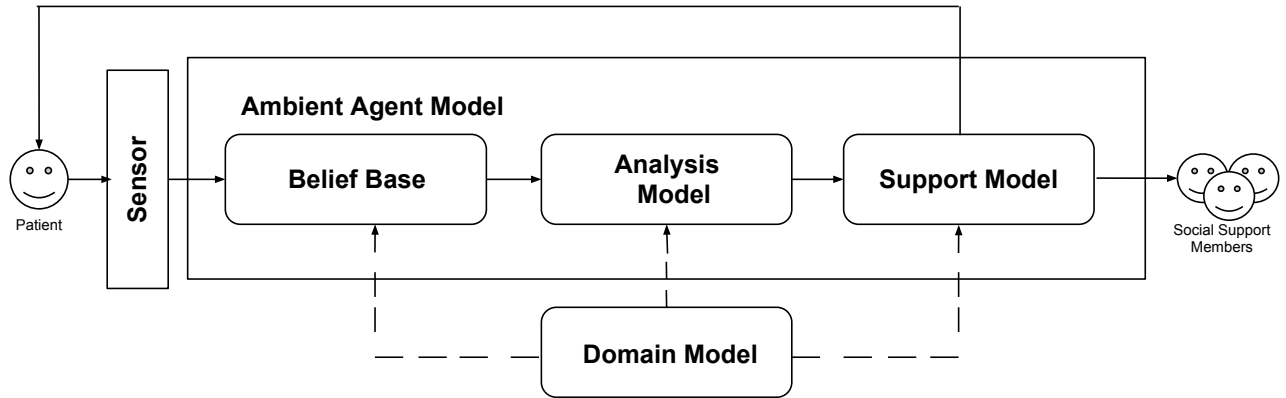 Ambient Agent Model
Sensor
Belief Base
Analysis
Model
Support Model
Patient
Social Support
Members
Domain Model